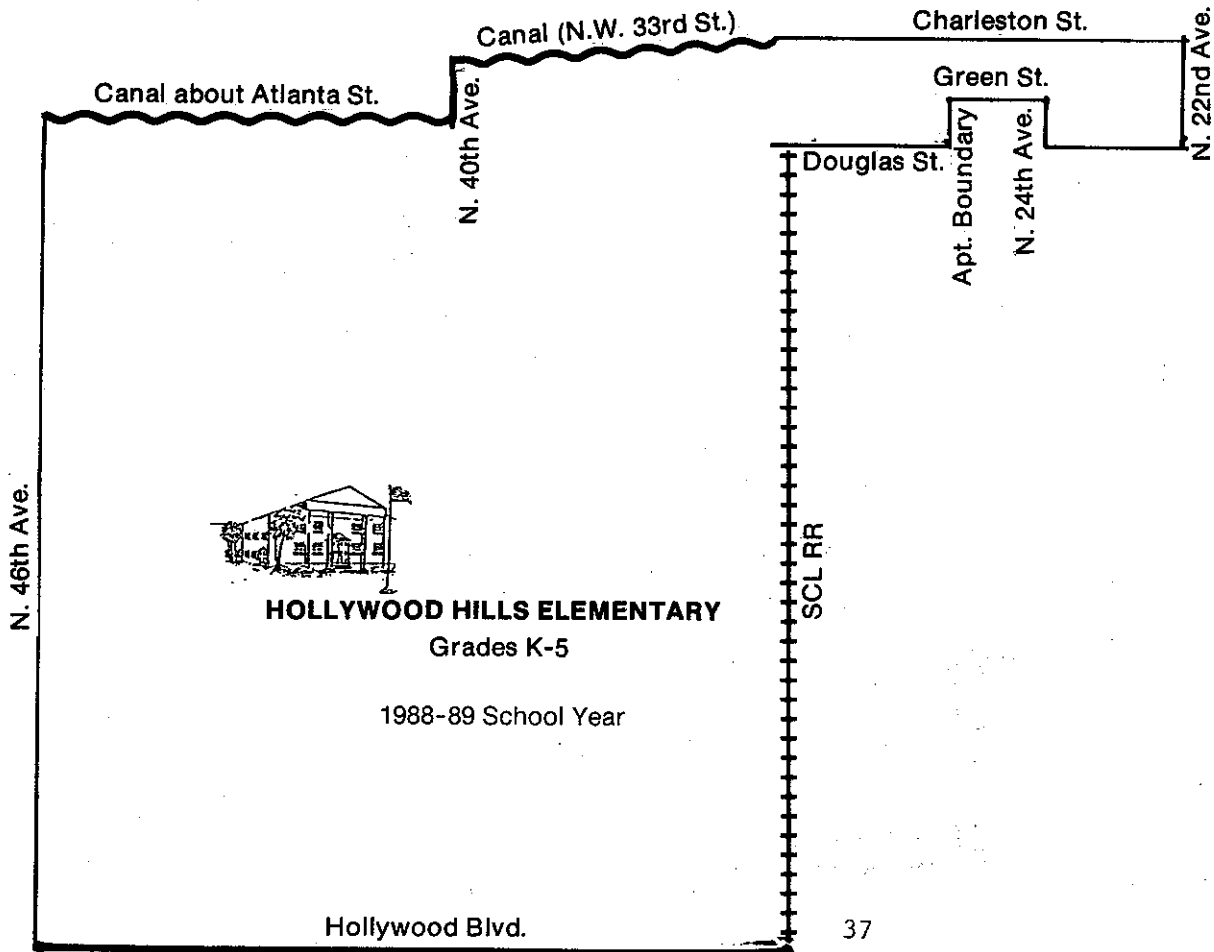 Canal (N.W. 33rd St.)
Charleston St.
N. 22nd Ave.
Canal about Atlanta St.
N. 40th Ave.
Green St.
Douglas St.
Apt. Boundary
N. 24th Ave.
N. 46th Ave.
SCL RR
HOLLYWOOD HILLS ELEMENTARY
Grades K-5
1988-89 School Year
Hollywood Blvd.
37